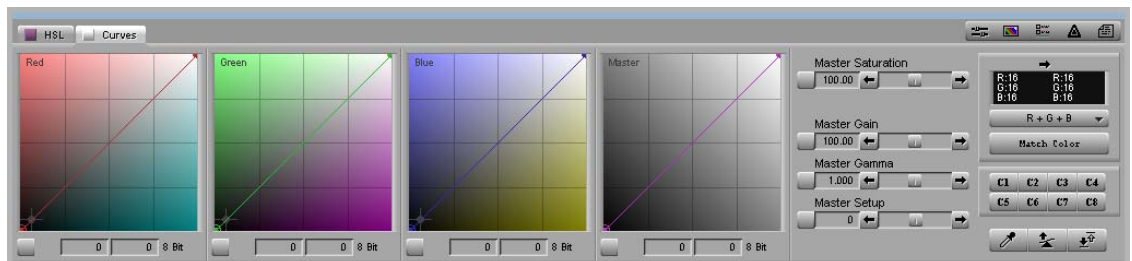 HSL Curves
Red
Green
Blue
Master
0 0 8 Bit
0 0 8 Bit
0 0 8 Bit
0 0 8 Bit
Master Saturation
100.00
Master Gain
100.00
Master Gamma
1.000
Master Setup
0
R:16 R:16
G:16 G:16
B:16 B:16
R + G + B
Match Color
C1 C2 C3 C4
C5 C6 C7 C8